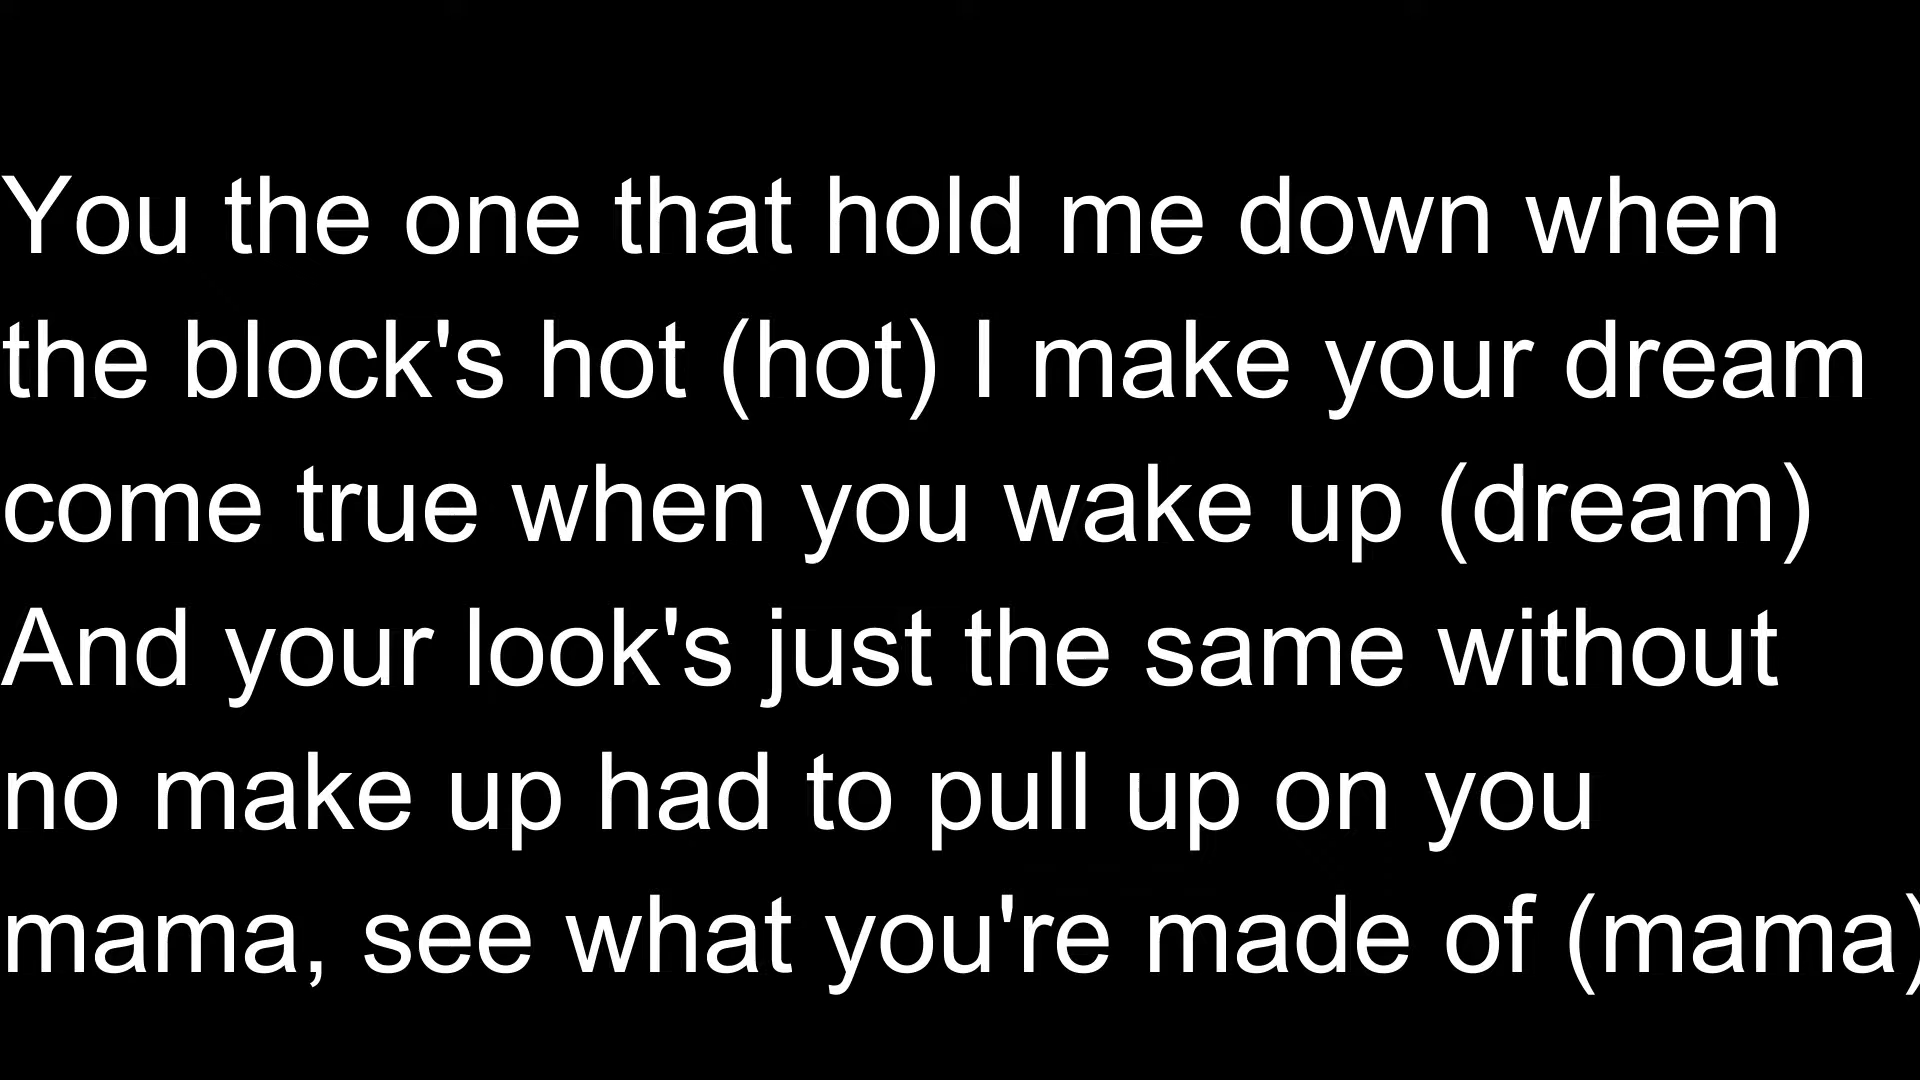 You the one that hold me down when
the block's hot (hot) I make your dream
come true when you wake up (dream)
And your look's just the same without
no make up had to pull up on you
mama, see what you're made of (mama)